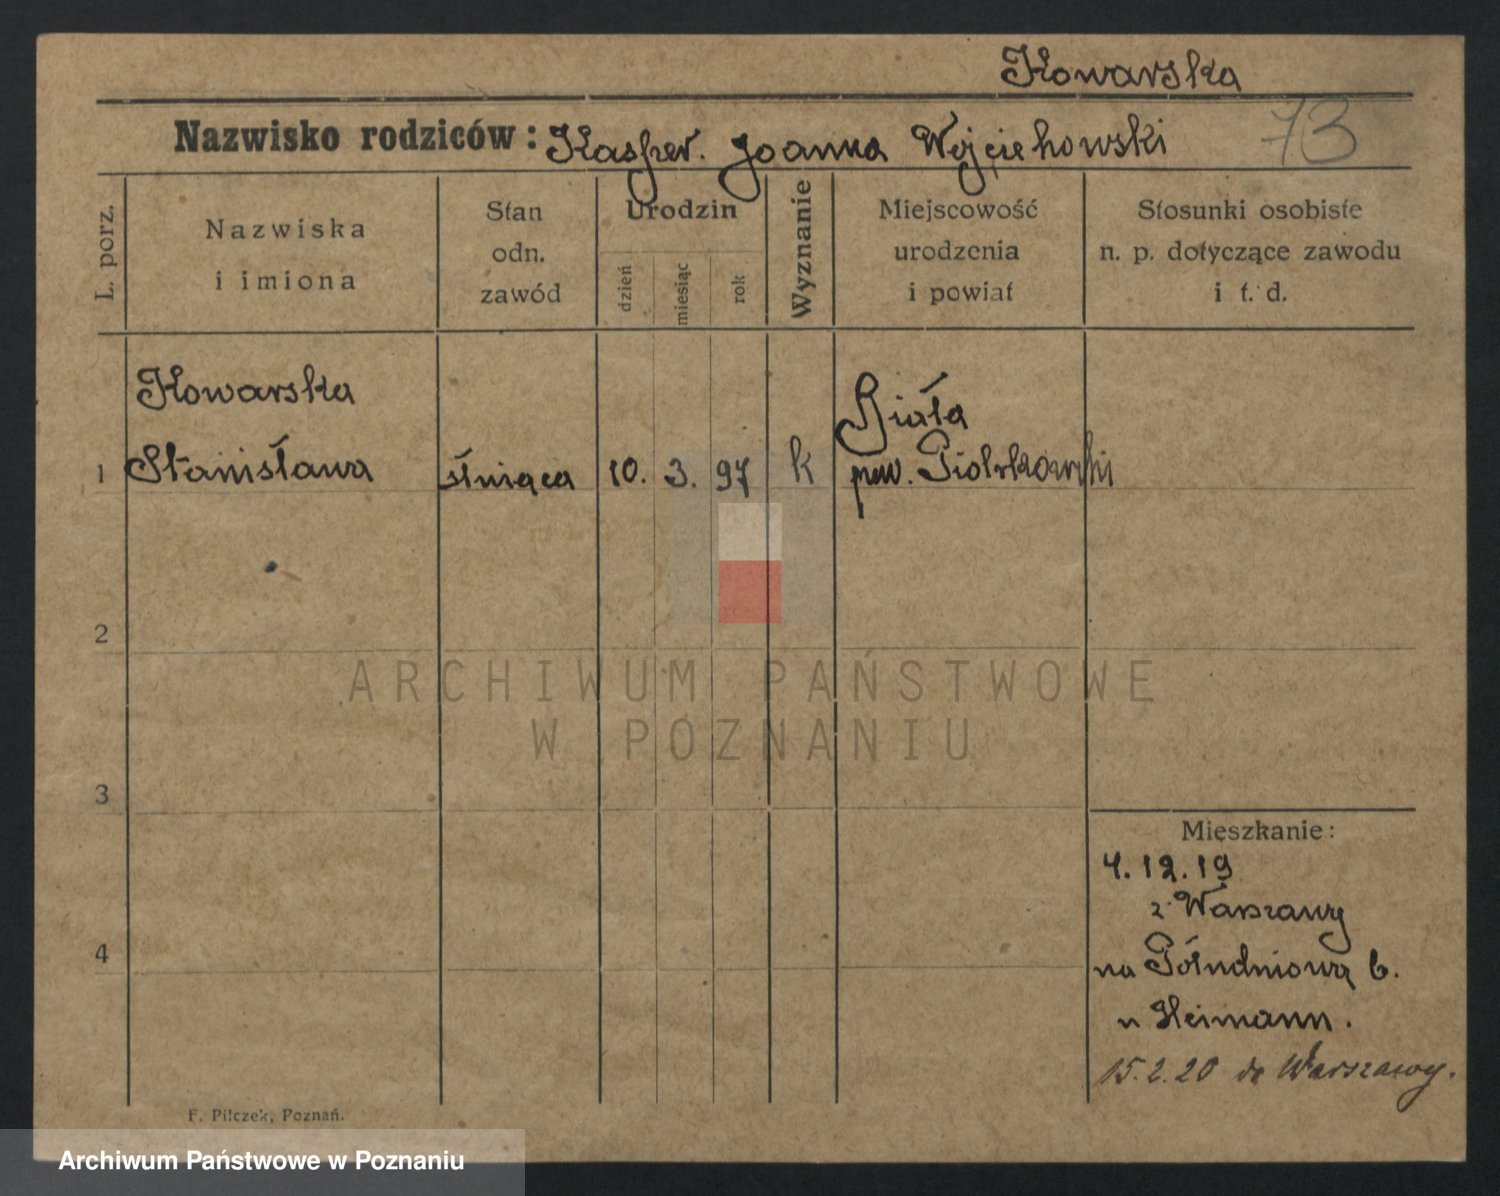 Kowarska
Nazwisko rodziców: Kasper. Joanna Wojciehowski
73
L. porz.
Nazwiska
i imiona
Stan
odn.
zawód
Urodzin
dzień
miesiąc
rok
Wyznanie
Miejscowość
urodzenia
i powiat
Stosunki osobiste
n. p. dotyczące zawodu
i t. d.
Kowarska
1 Stanisława 10. 3. 97 k
Biała
pow. Piotrkowski
2
ARCHIWUM PAŃSTWOWE
W POZNANIU
3
4
Mieszkanie:
4.12.19
z Warszawy
na Południową 6.
u Heimann.
15.2.20 do Warszawy.
F. Pilczek, Poznań.
Archiwum Państwowe w Poznaniu